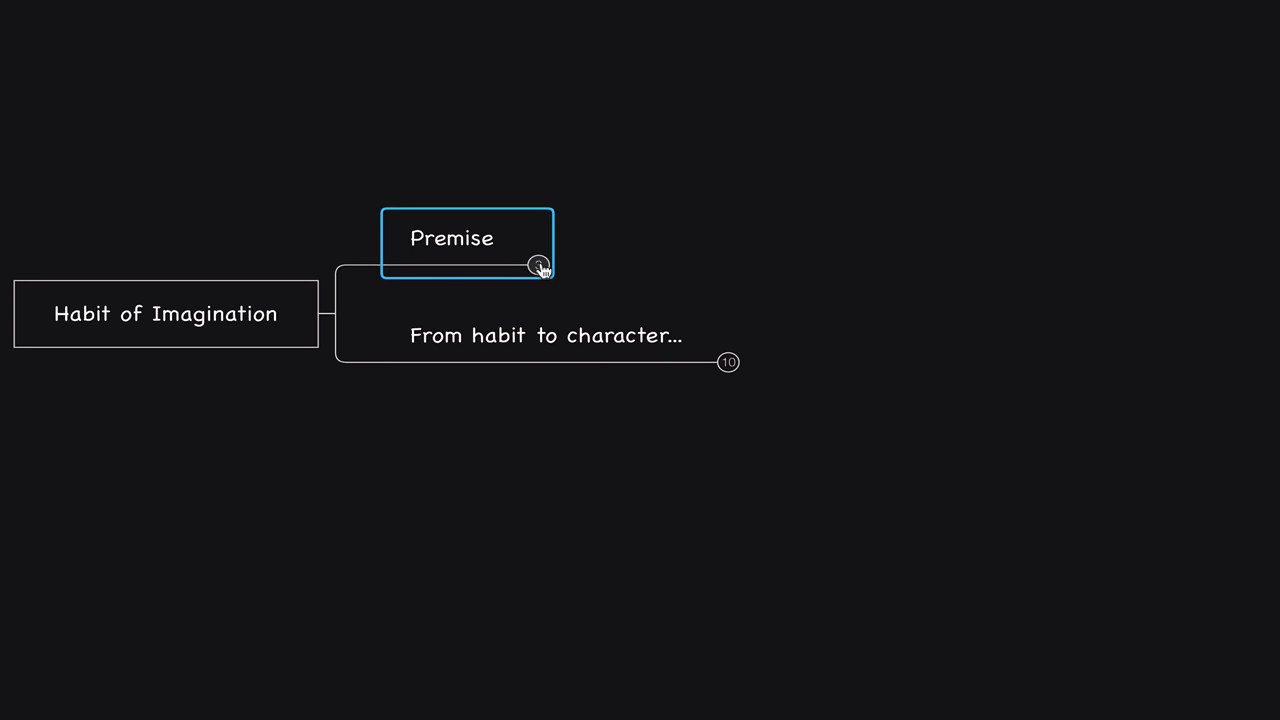 Premise
Habit of Imagination
From habit to character...
10